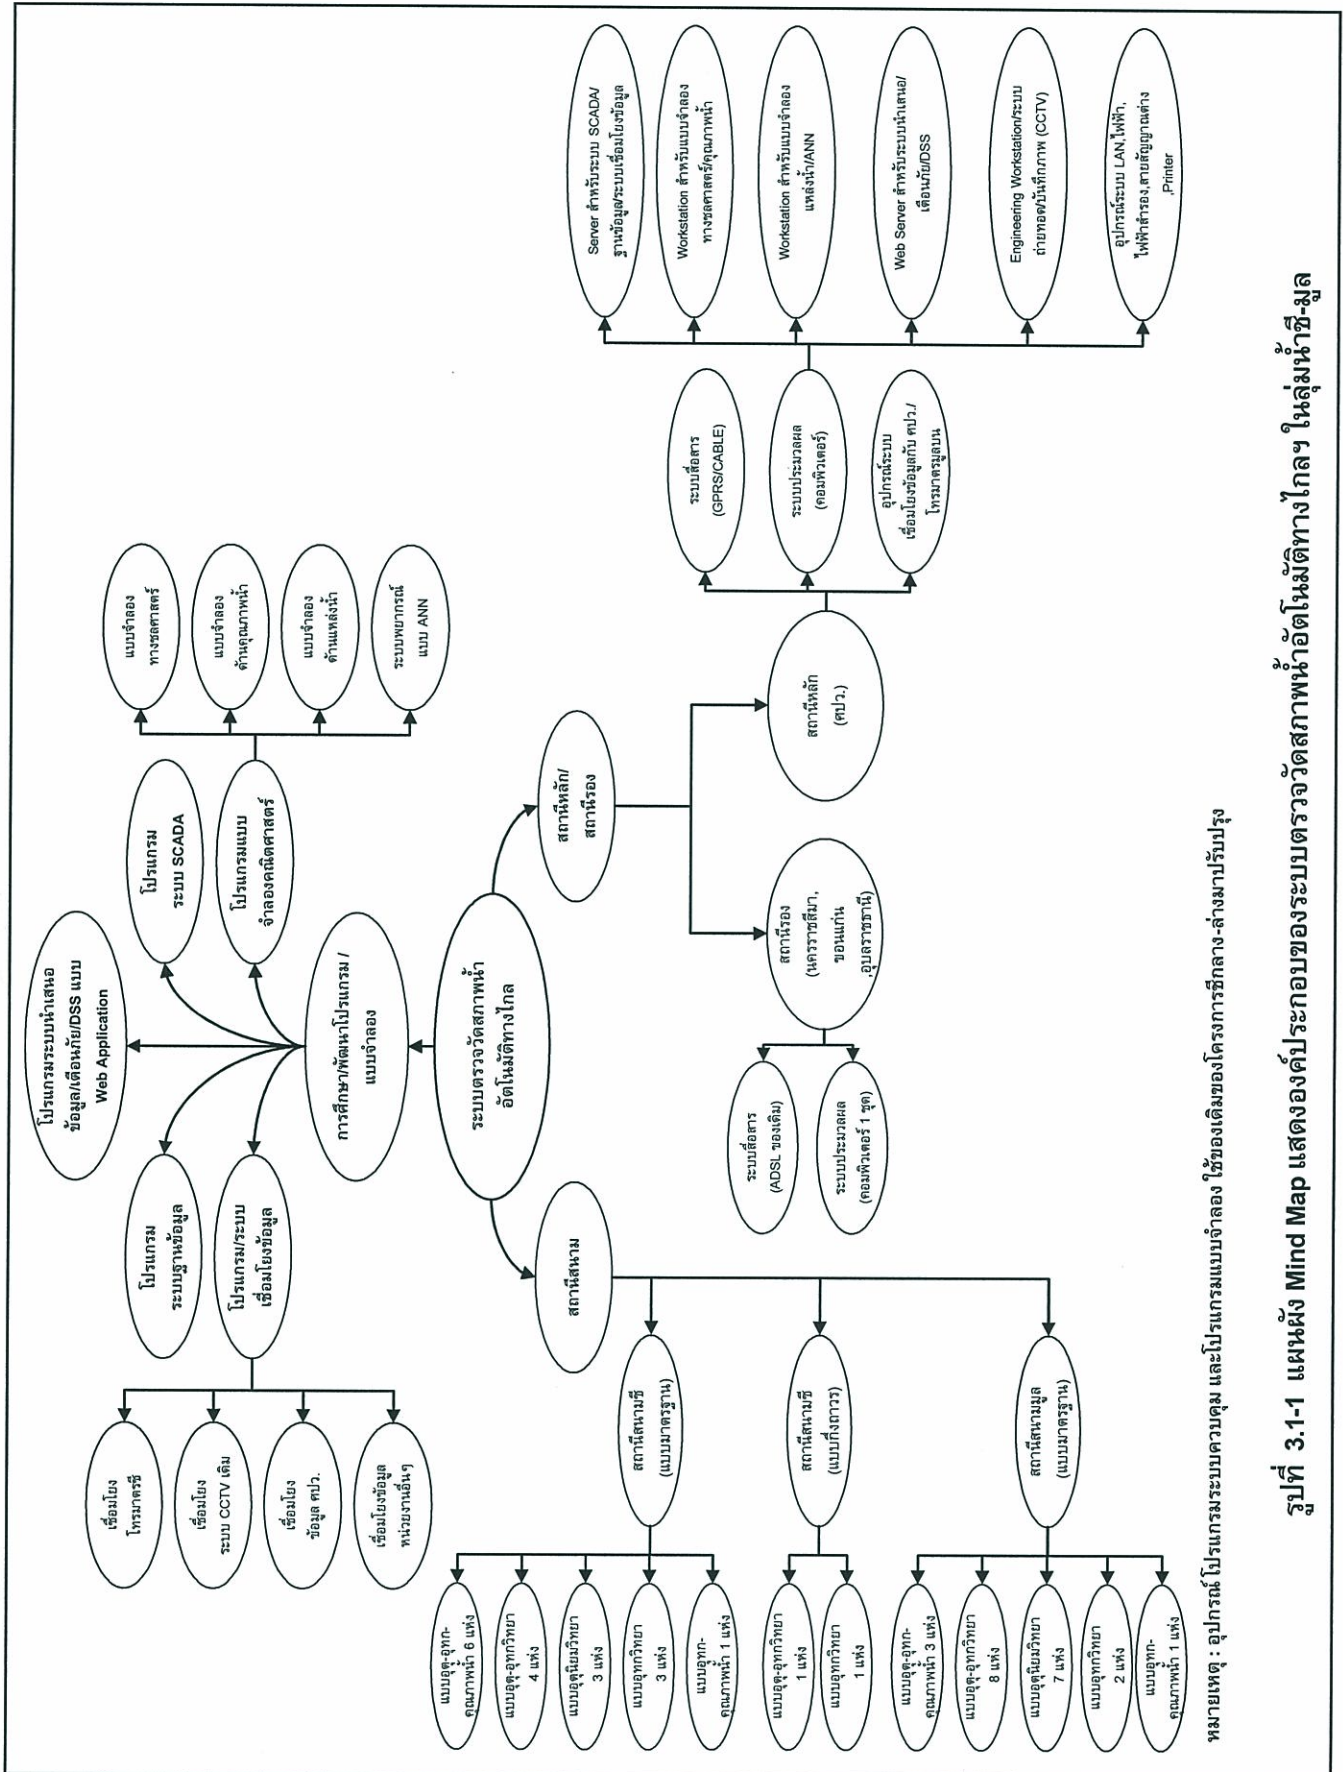 โปรแกรมระบบนำเสนอ
ข้อมูล/เตือนภัย/DSS แบบ
Web Application
โปรแกรม
ระบบฐานข้อมูล
โปรแกรม
ระบบ SCADA
โปรแกรม/ระบบ
เชื่อมโยงข้อมูล
โปรแกรมแบบ
จำลองคณิตศาสตร์
เชื่อมโยง
โทรมาตรชี
เชื่อมโยง
ระบบ CCTV เดิม
เชื่อมโยง
ข้อมูล ศปว.
เชื่อมโยงข้อมูล
หน่วยงานอื่นๆ
แบบจำลอง
ทางชลศาสตร์
แบบจำลอง
ด้านคุณภาพน้ำ
แบบจำลอง
ด้านแหล่งน้ำ
ระบบพยากรณ์
แบบ ANN
การศึกษา/พัฒนาโปรแกรม /
แบบจำลอง
ระบบตรวจวัดสภาพน้ำ
อัตโนมัติทางไกล
สถานีสนาม
สถานีหลัก/
สถานีรอง
สถานีสนามชี
(แบบมาตรฐาน)
แบบอุตุ-อุทก-
คุณภาพน้ำ 6 แห่ง
แบบอุตุ-อุทกวิทยา
4 แห่ง
แบบอุตุนิยมวิทยา
3 แห่ง
แบบอุทกวิทยา
3 แห่ง
แบบอุทก-
คุณภาพน้ำ 1 แห่ง
สถานีสนามชี
(แบบกึ่งถาวร)
แบบอุตุ-อุทกวิทยา
1 แห่ง
แบบอุทกวิทยา
1 แห่ง
สถานีสนามมูล
(แบบมาตรฐาน)
แบบอุตุ-อุทก-
คุณภาพน้ำ 3 แห่ง
แบบอุตุ-อุทกวิทยา
8 แห่ง
แบบอุตุนิยมวิทยา
7 แห่ง
แบบอุทกวิทยา
2 แห่ง
แบบอุทก-
คุณภาพน้ำ 1 แห่ง
สถานีรอง
(นครราชสีมา,
ขอนแก่น
,อุบลราชธานี)
ระบบสื่อสาร
(ADSL ของเดิม)
ระบบประมวลผล
(คอมพิวเตอร์ 1 ชุด)
สถานีหลัก
(ศปว.)
ระบบสื่อสาร
(GPRS/CABLE)
ระบบประมวลผล
(คอมพิวเตอร์)
อุปกรณ์ระบบ
เชื่อมโยงข้อมูลกับ ศปว./
โทรมาตรมูลบน
Server สำหรับระบบ SCADA/
ฐานข้อมูล/ระบบเชื่อมโยงข้อมูล
Workstation สำหรับแบบจำลอง
ทางชลศาสตร์/คุณภาพน้ำ
Workstation สำหรับแบบจำลอง
แหล่งน้ำ/ANN
Web Server สำหรับระบบนำเสนอ/
เตือนภัย/DSS
Engineering Workstation/ระบบ
ถ่ายทอด/บันทึกภาพ (CCTV)
อุปกรณ์ระบบ LAN,ไฟฟ้า,
ไฟฟ้าสำรอง,สายสัญญาณต่าง
,Printer
หมายเหตุ : อุปกรณ์ โปรแกรมระบบควบคุม และโปรแกรมแบบจำลอง ใช้ของเดิมของโครงการชีกลาง-ล่างมาปรับปรุง
รูปที่ 3.1-1 แผนผัง Mind Map แสดงองค์ประกอบของระบบตรวจวัดสภาพน้ำอัตโนมัติทางไกลฯ ในลุ่มน้ำชี-มูล